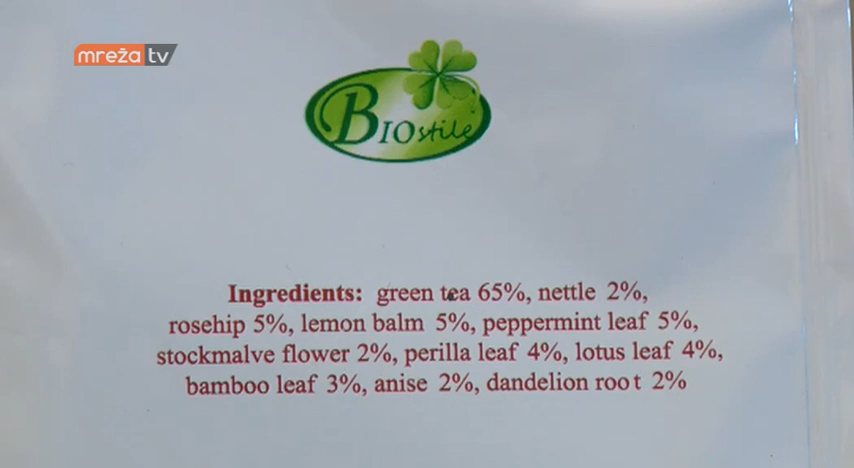 mreža tv
BIOstile
Ingredients: green tea 65%, nettle 2%,
rosehip 5%, lemon balm 5%, peppermint leaf 5%,
stockmalve flower 2%, perilla leaf 4%, lotus leaf 4%,
bamboo leaf 3%, anise 2%, dandelion root 2%